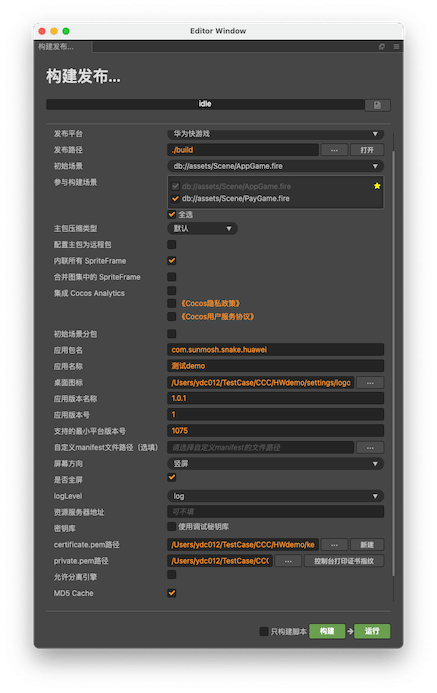 Editor Window
构建发布...
构建发布...
idle
发布平台 华为快游戏
发布路径 ./build ... 打开
初始场景 db://assets/Scene/AppGame.fire
参与构建场景 db://assets/Scene/AppGame.fire
db://assets/Scene/PayGame.fire
全选
主包压缩类型 默认
配置主包为远程包
内联所有 SpriteFrame
合并图集中的 SpriteFrame
集成 Cocos Analytics
《Cocos隐私政策》
《Cocos用户服务协议》
初始场景分包
应用包名 com.sunmosh.snake.huawei
应用名称 测试demo
桌面图标 /Users/ydc012/TestCase/CCC/HWdemo/settings/logo ...
应用版本名称 1.0.1
应用版本号 1
支持的最小平台版本号 1075
自定义manifest文件路径（选填） 请选择自定义manifest的文件路径 ...
屏幕方向 竖屏
是否全屏
logLevel log
资源服务器地址 可不填
密钥库 使用调试秘钥库
certificate.pem路径 /Users/ydc012/TestCase/CCC/HWdemo/ke ... 新建
private.pem路径 /Users/ydc012/TestCase/CCC ... 控制台打印证书指纹
允许分离引擎
MD5 Cache
只构建脚本 构建 运行